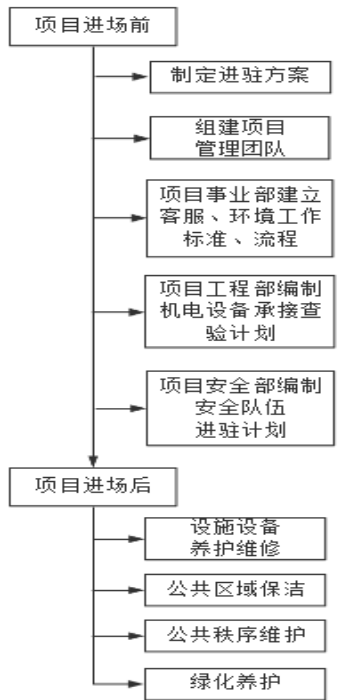 项目进场前
制定进驻方案
组建项目
管理团队
项目事业部建立
客服、环境工作
标准、流程
项目工程部编制
机电设备承接查
验计划
项目安全部编制
安全队伍
进驻计划
项目进场后
设施设备
养护维修
公共区域保洁
公共秩序维护
绿化养护